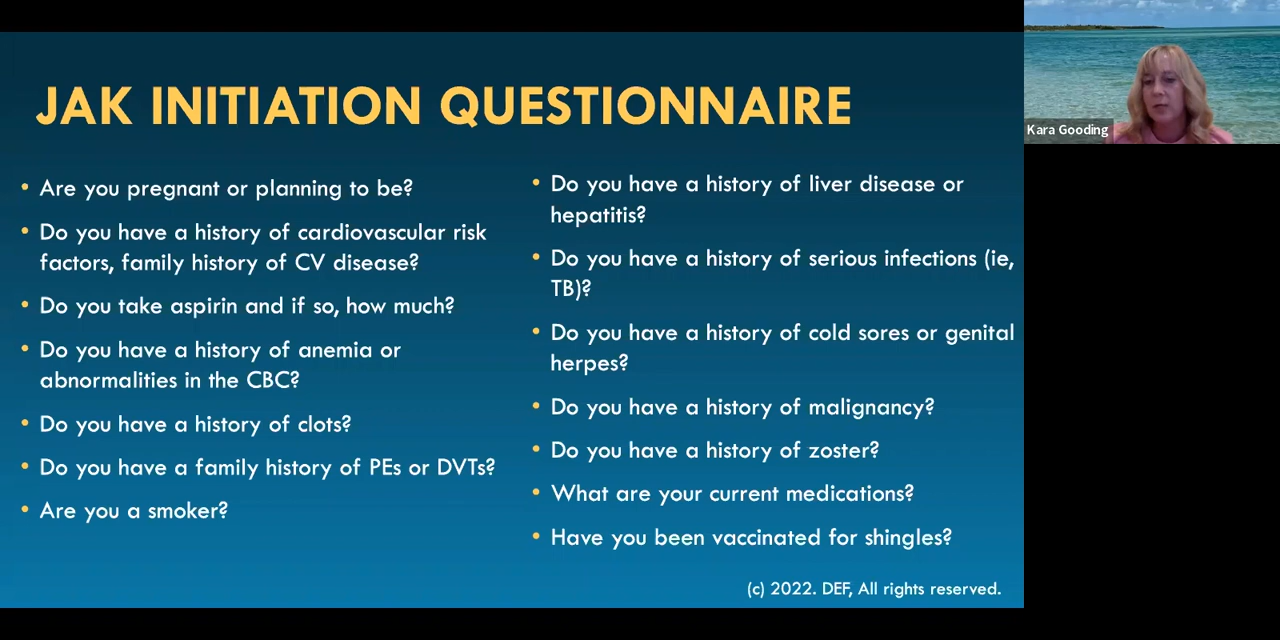 JAK INITIATION QUESTIONNAIRE
• Are you pregnant or planning to be?
• Do you have a history of cardiovascular risk
factors, family history of CV disease?
• Do you take aspirin and if so, how much?
• Do you have a history of anemia or
abnormalities in the CBC?
• Do you have a history of clots?
• Do you have a family history of PEs or DVTs?
• Are you a smoker?
• Do you have a history of liver disease or
hepatitis?
• Do you have a history of serious infections (ie,
TB)?
• Do you have a history of cold sores or genital
herpes?
• Do you have a history of malignancy?
• Do you have a history of zoster?
• What are your current medications?
• Have you been vaccinated for shingles?
(c) 2022. DEF, All rights reserved.
Kara Gooding